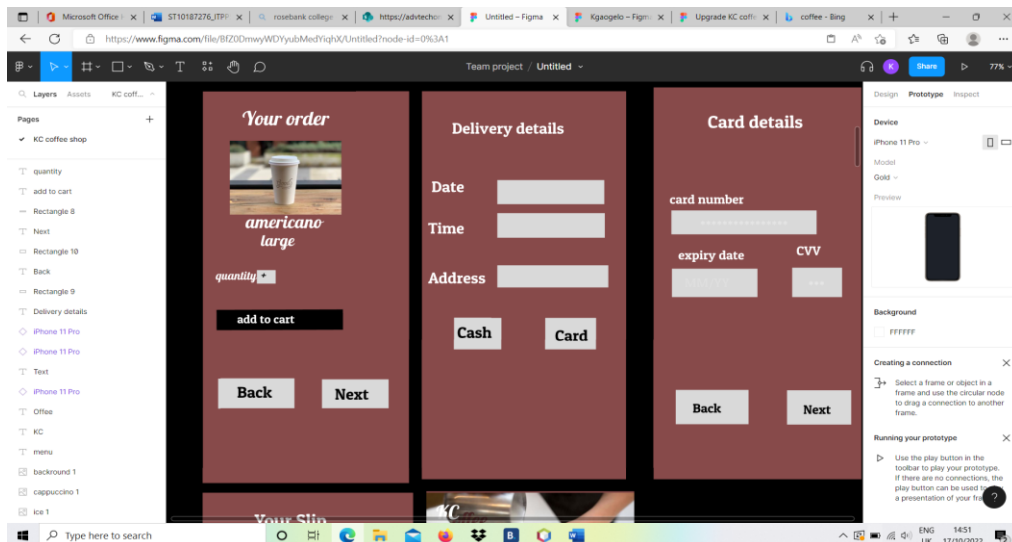 Microsoft Office
ST10187276_ITPP
rosebank college
https://advtechon
Untitled – Figma
Kgaogelo – Figm
Upgrade KC coff
coffee - Bing
https://www.figma.com/file/BfZ0DmwyWDYyubMedYiqhX/Untitled?node-id=0%3A1
Team project / Untitled
K
Share
77%
Layers Assets KC coff...
Pages
KC coffee shop
quantity
add to cart
Rectangle 8
Next
Rectangle 10
Back
Rectangle 9
Delivery details
iPhone 11 Pro
iPhone 11 Pro
Text
iPhone 11 Pro
Offee
KC
menu
backround 1
cappuccino 1
ice 1
Your order
americano
large
quantity +
add to cart
Back Next
Delivery details
Date
Time
Address
Cash Card
Card details
card number
****************
expiry date CVV
MM/YY ***
Back Next
Your Slip
KC
Design Prototype Inspect
Device
iPhone 11 Pro
Model
Gold
Preview
Background
FFFFFF
Creating a connection
Select a frame or object in a
frame and use the circular node
to drag a connection to another
frame.
Running your prototype
Use the play button in the
toolbar to play your prototype.
If there are no connections, the
play button can be used to
a presentation of your
?
Type here to search
ENG 14:51
UK 17/10/2022